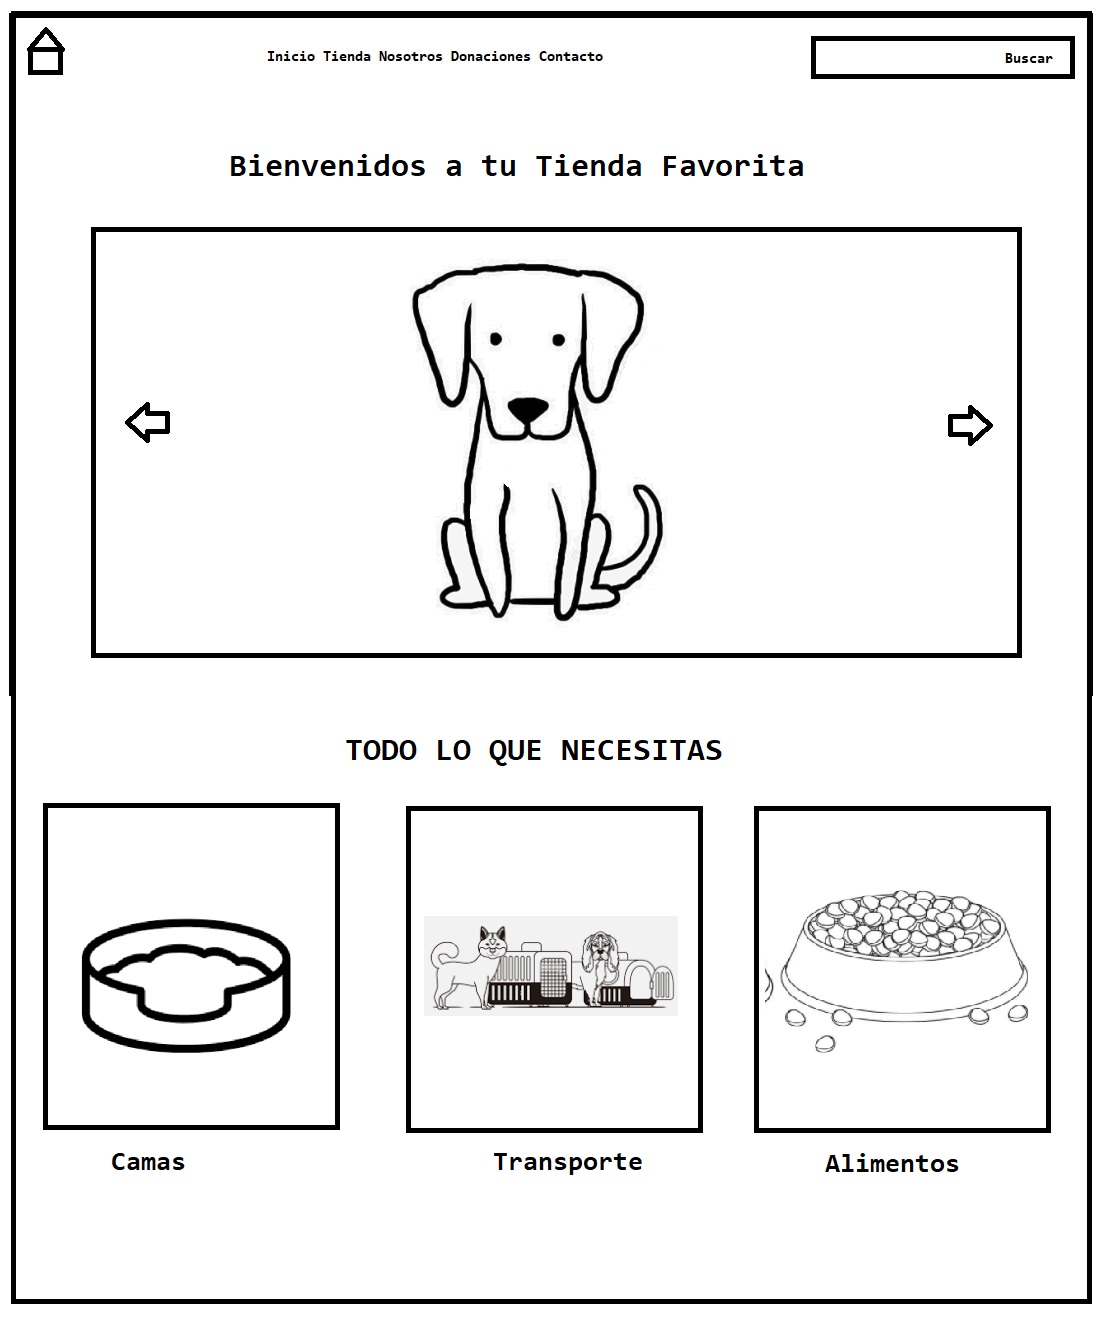 Inicio Tienda Nosotros Donaciones Contacto
Buscar
Bienvenidos a tu Tienda Favorita
TODO LO QUE NECESITAS
Camas
Transporte
Alimentos